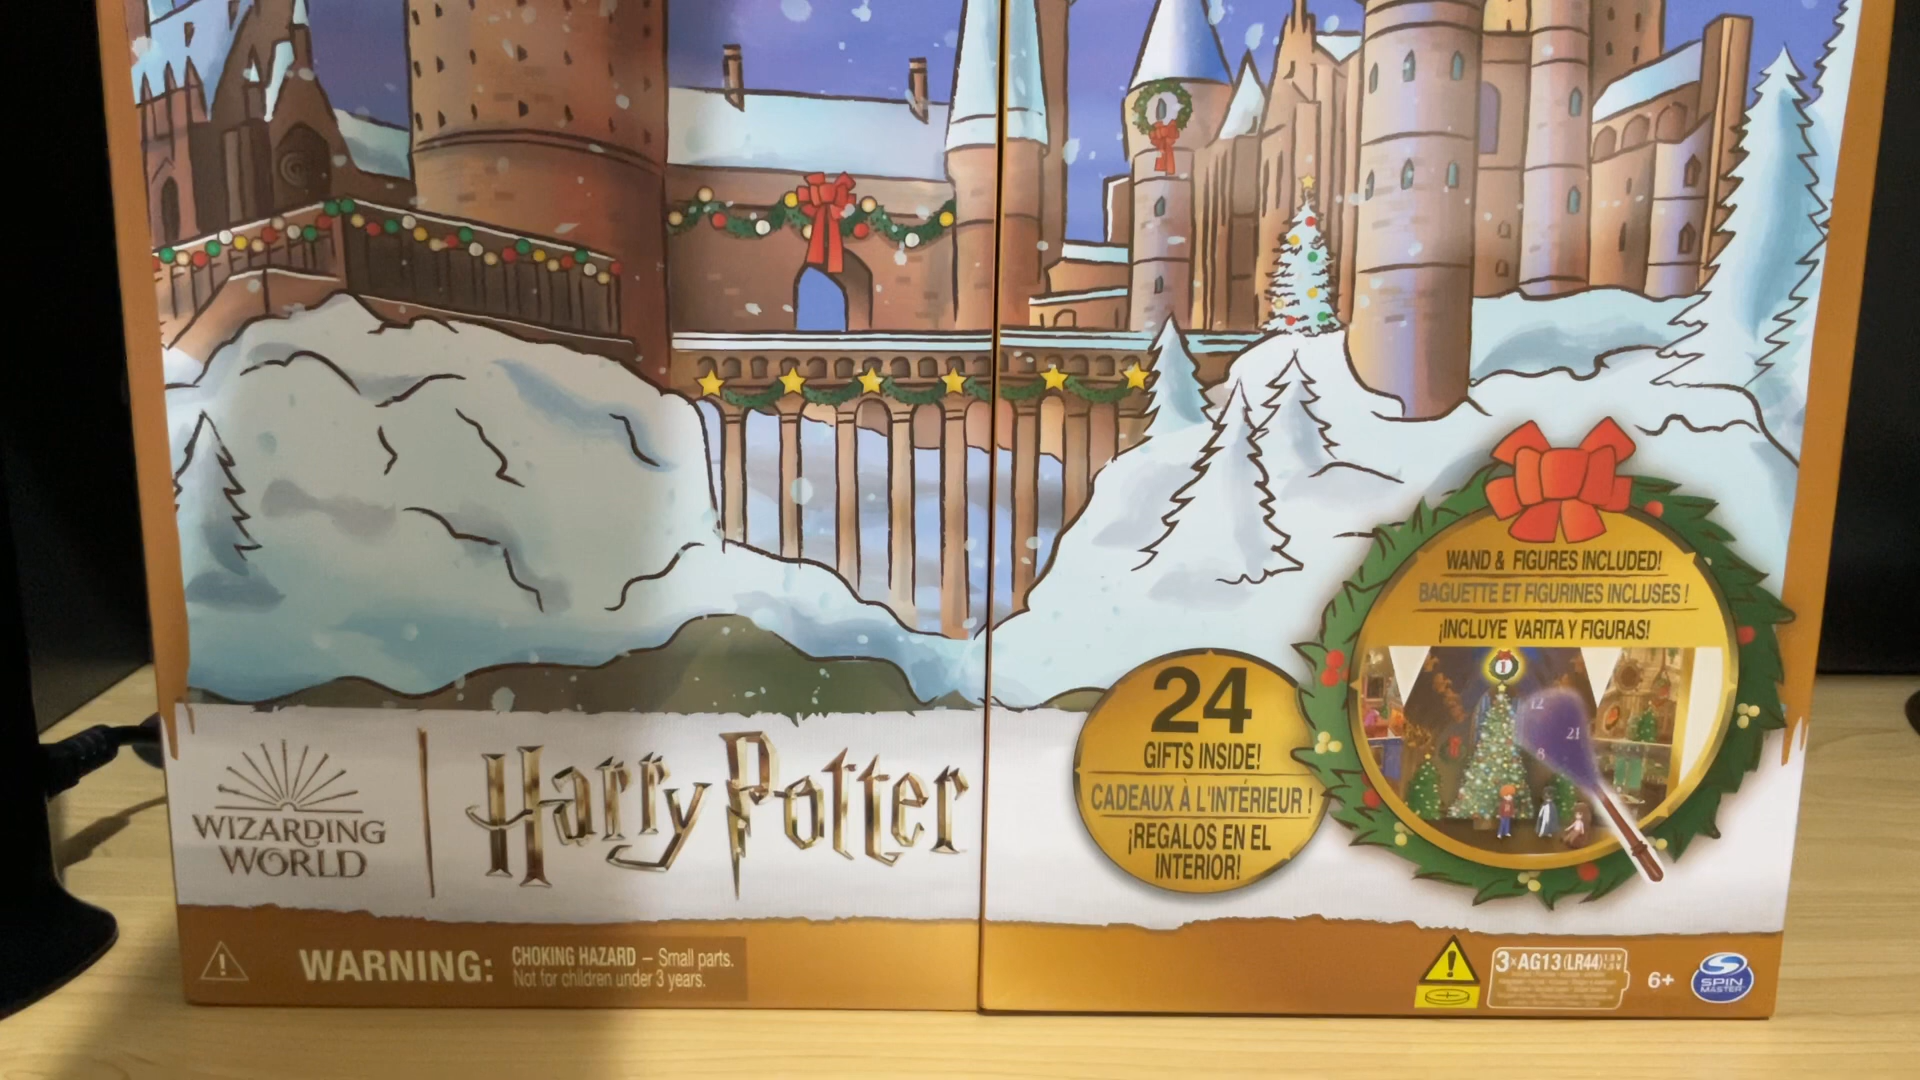 WAND & FIGURES INCLUDED!
BAGUETTE ET FIGURINES INCLUSES !
¡INCLUYE VARITA Y FIGURAS!
1
12
21
8
24
GIFTS INSIDE!
CADEAUX À L'INTÉRIEUR !
¡REGALOS EN EL
INTERIOR!
WIZARDING
WORLD
Harry Potter
WARNING:
CHOKING HAZARD – Small parts.
Not for children under 3 years.
3×AG13 (LR44)
6+
SPIN
MASTER